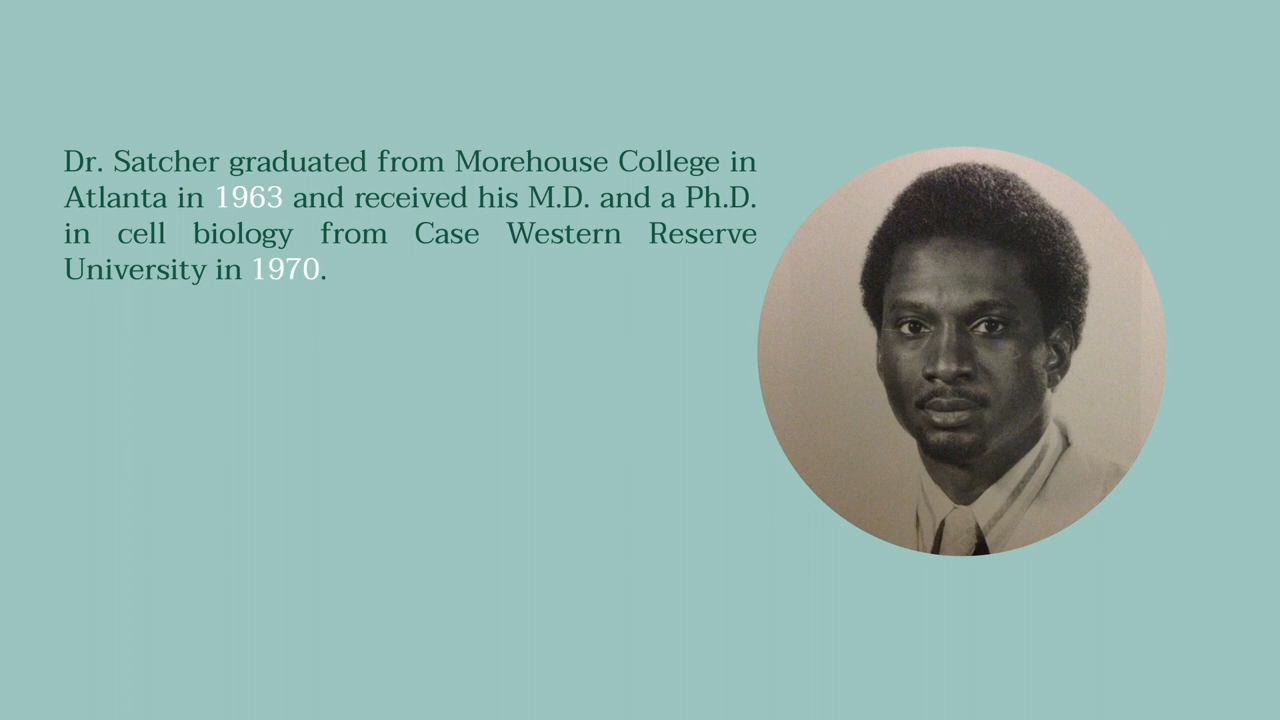 Dr. Satcher graduated from Morehouse College in
Atlanta in 1963 and received his M.D. and a Ph.D.
in cell biology from Case Western Reserve
University in 1970.